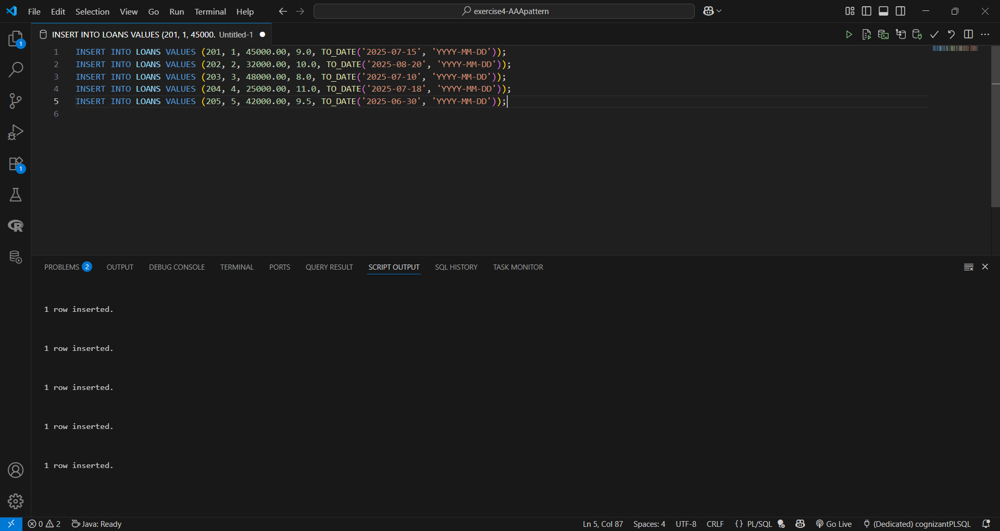 File Edit Selection View Go Run Terminal Help
exercise4-AAApattern
INSERT INTO LOANS VALUES (201, 1, 45000. Untitled-1
1 INSERT INTO LOANS VALUES (201, 1, 45000.00, 9.0, TO_DATE('2025-07-15', 'YYYY-MM-DD'));
2 INSERT INTO LOANS VALUES (202, 2, 32000.00, 10.0, TO_DATE('2025-08-20', 'YYYY-MM-DD'));
3 INSERT INTO LOANS VALUES (203, 3, 48000.00, 8.0, TO_DATE('2025-07-10', 'YYYY-MM-DD'));
4 INSERT INTO LOANS VALUES (204, 4, 25000.00, 11.0, TO_DATE('2025-07-18', 'YYYY-MM-DD'));
5 INSERT INTO LOANS VALUES (205, 5, 42000.00, 9.5, TO_DATE('2025-06-30', 'YYYY-MM-DD'));
6
1
1
R
PROBLEMS 2 OUTPUT DEBUG CONSOLE TERMINAL PORTS QUERY RESULT SCRIPT OUTPUT SQL HISTORY TASK MONITOR
1 row inserted.
1 row inserted.
1 row inserted.
1 row inserted.
1 row inserted.
0 2 Java: Ready Ln 5, Col 87 Spaces: 4 UTF-8 CRLF {} PL/SQL Go Live (Dedicated) cognizantPLSQL